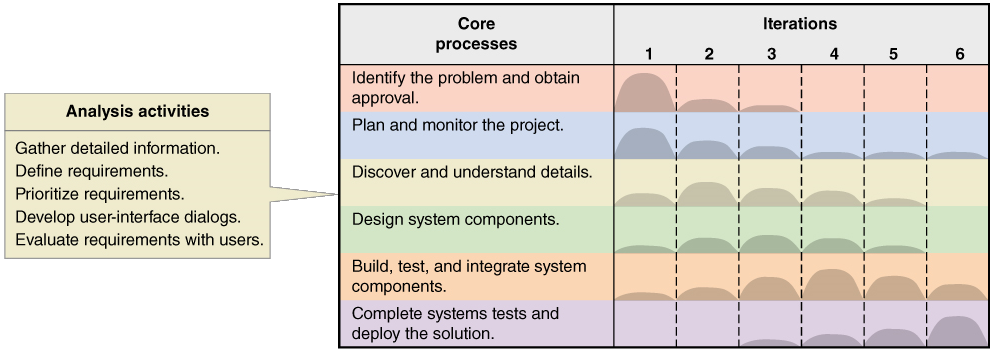 Core
processes
Iterations
1 2 3 4 5 6
Analysis activities
Gather detailed information.
Define requirements.
Prioritize requirements.
Develop user-interface dialogs.
Evaluate requirements with users.
Identify the problem and obtain
approval.
Plan and monitor the project.
Discover and understand details.
Design system components.
Build, test, and integrate system
components.
Complete systems tests and
deploy the solution.